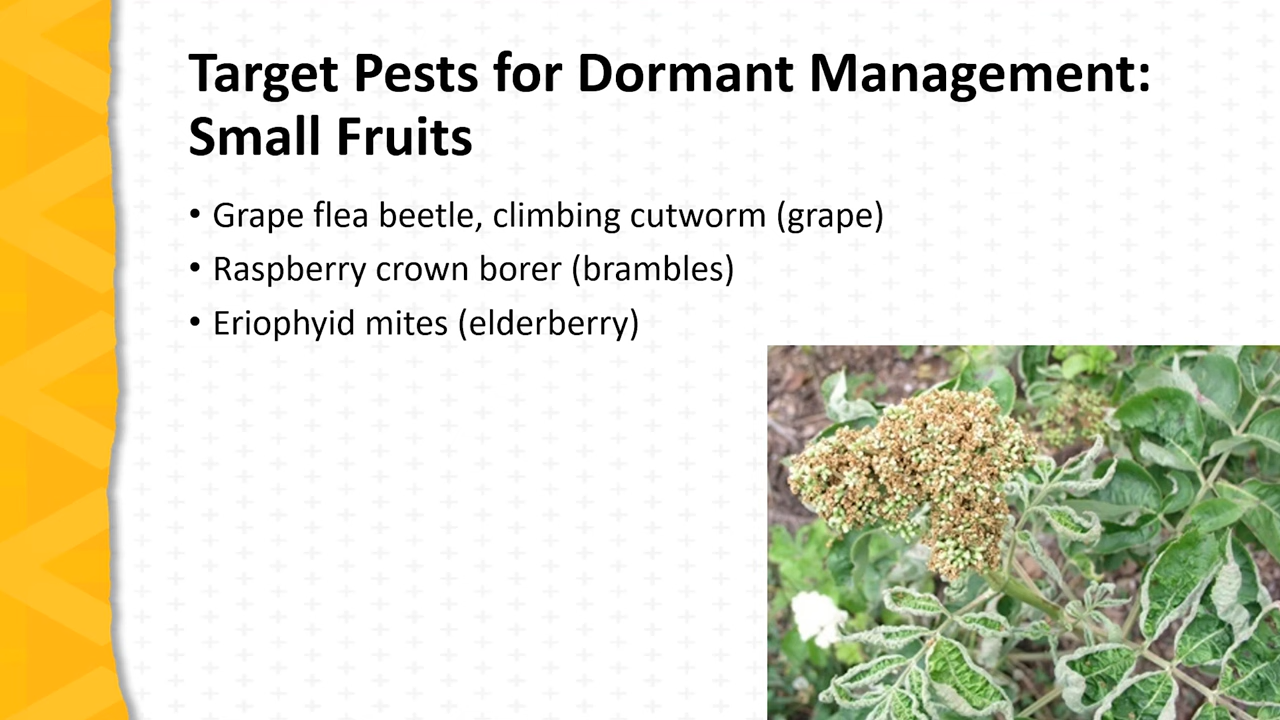 Target Pests for Dormant Management:
Small Fruits
• Grape flea beetle, climbing cutworm (grape)
• Raspberry crown borer (brambles)
• Eriophyid mites (elderberry)